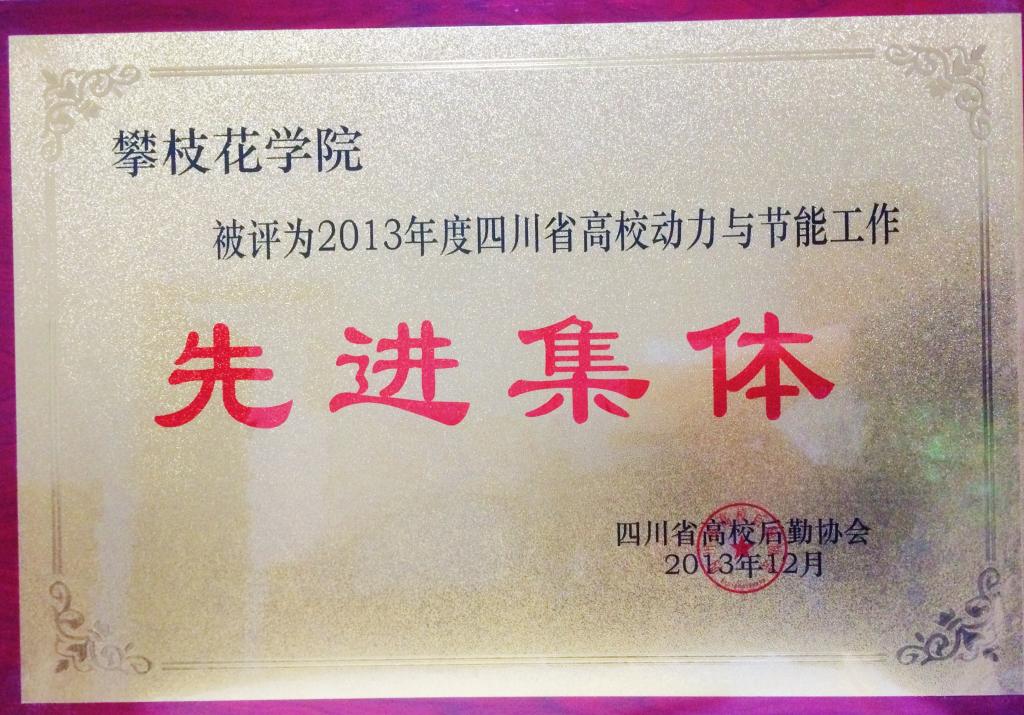 攀枝花学院
被评为2013年度四川省高校动力与节能工作
先进集体
四川省高校后勤协会
2013年12月